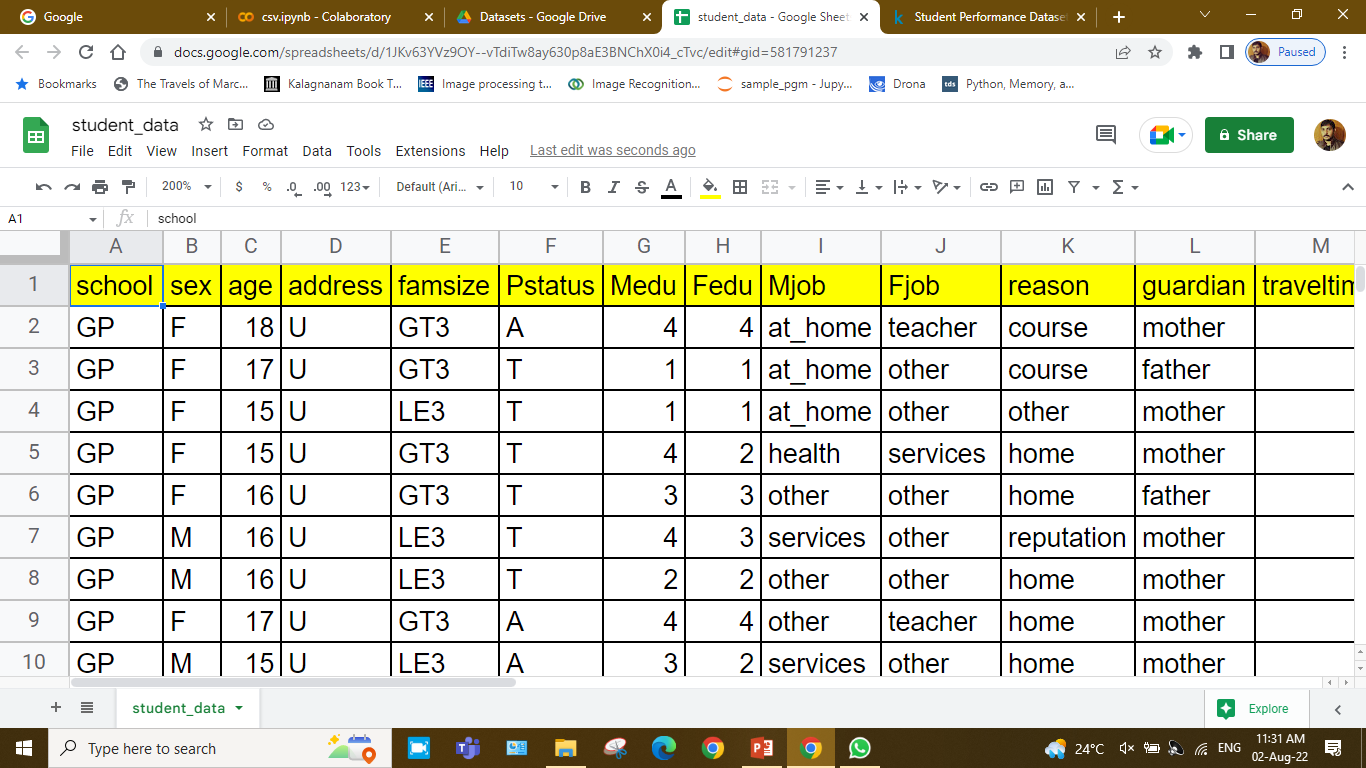 Google
csv.ipynb - Colaboratory
Datasets - Google Drive
student_data - Google Sheet
Student Performance Datase
docs.google.com/spreadsheets/d/1JKv63YVz9OY--vTdiTw8ay630p8aE3BNChX0i4_cTvc/edit#gid=581791237
Paused
Bookmarks
The Travels of Marc...
Kalagnanam Book T...
IEEE
Image processing t...
Image Recognition...
sample_pgm - Jupy...
Drona
tds
Python, Memory, a...
student_data
File Edit View Insert Format Data Tools Extensions Help Last edit was seconds ago
Share
200% $ % .0 .00 123 Default (Ari... 10 B I S A
A1 fx school
A B C D E F G H I J K L M
1 school sex age address famsize Pstatus Medu Fedu Mjob Fjob reason guardian traveltim
2 GP F 18 U GT3 A 4 4 at_home teacher course mother
3 GP F 17 U GT3 T 1 1 at_home other course father
4 GP F 15 U LE3 T 1 1 at_home other other mother
5 GP F 15 U GT3 T 4 2 health services home mother
6 GP F 16 U GT3 T 3 3 other other home father
7 GP M 16 U LE3 T 4 3 services other reputation mother
8 GP M 16 U LE3 T 2 2 other other home mother
9 GP F 17 U GT3 A 4 4 other teacher home mother
10 GP M 15 U LE3 A 3 2 services other home mother
student_data
Explore
Type here to search
24°C
ENG
11:31 AM
02-Aug-22